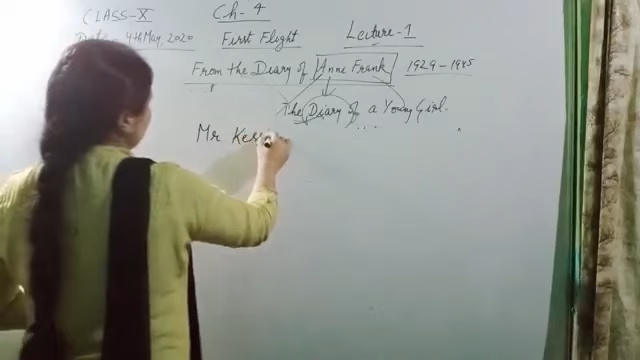 CLASS-X Ch-4
Date 4th May, 2020 First Flight Lecture-1
From the Diary of Anne Frank 1929-1945
The Diary of a Young Girl.
Mr Kes